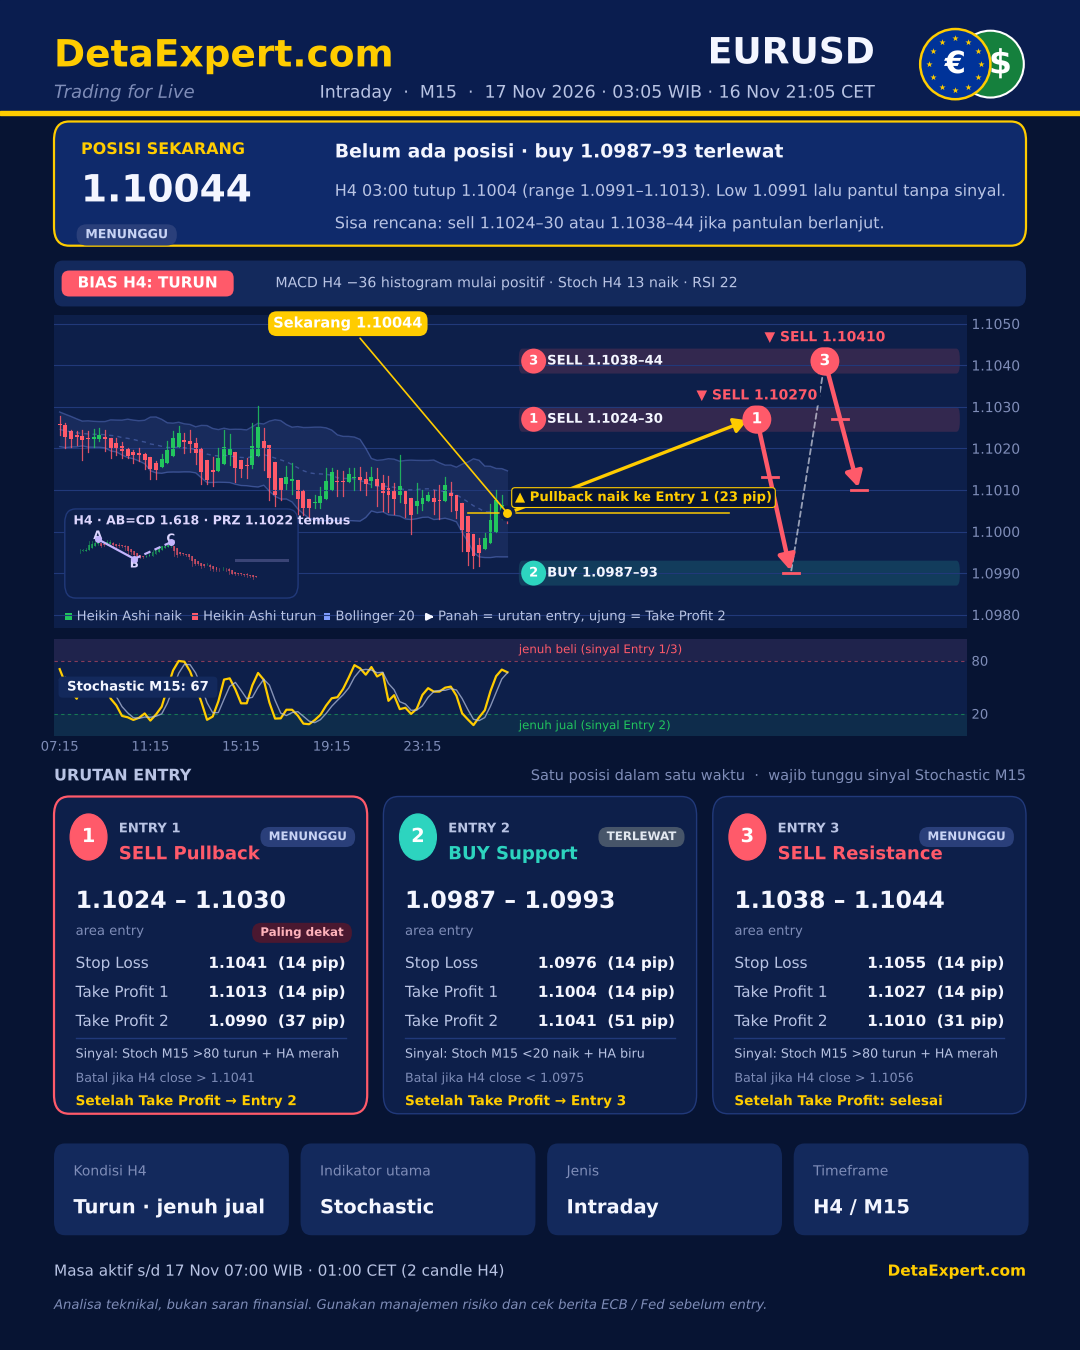 DetaExpert.com
EURUSD
€ $
Trading for Live
Intraday · M15 · 17 Nov 2026 · 03:05 WIB · 16 Nov 21:05 CET
POSISI SEKARANG
1.10044
MENUNGGU
Belum ada posisi · buy 1.0987–93 terlewat
H4 03:00 tutup 1.1004 (range 1.0991–1.1013). Low 1.0991 lalu pantul tanpa sinyal.
Sisa rencana: sell 1.1024–30 atau 1.1038–44 jika pantulan berlanjut.
BIAS H4: TURUN
MACD H4 −36 histogram mulai positif · Stoch H4 13 naik · RSI 22
Sekarang 1.10044
1.1050
▼ SELL 1.10410
3 SELL 1.1038–44
3
1.1040
▼ SELL 1.10270
1 SELL 1.1024–30
1
1.1030
1.1020
▲ Pullback naik ke Entry 1 (23 pip)
1.1010
H4 · AB=CD 1.618 · PRZ 1.1022 tembus
A
B
C
1.1000
2 BUY 1.0987–93
1.0990
Heikin Ashi naik
Heikin Ashi turun
Bollinger 20
Panah = urutan entry, ujung = Take Profit 2
1.0980
jenuh beli (sinyal Entry 1/3)
80
Stochastic M15: 67
20
jenuh jual (sinyal Entry 2)
07:15 11:15 15:15 19:15 23:15
URUTAN ENTRY
Satu posisi dalam satu waktu · wajib tunggu sinyal Stochastic M15
1
ENTRY 1
MENUNGGU
SELL Pullback
1.1024 – 1.1030
area entry
Paling dekat
Stop Loss 1.1041 (14 pip)
Take Profit 1 1.1013 (14 pip)
Take Profit 2 1.0990 (37 pip)
Sinyal: Stoch M15 >80 turun + HA merah
Batal jika H4 close > 1.1041
Setelah Take Profit → Entry 2
2
ENTRY 2
TERLEWAT
BUY Support
1.0987 – 1.0993
area entry
Stop Loss 1.0976 (14 pip)
Take Profit 1 1.1004 (14 pip)
Take Profit 2 1.1041 (51 pip)
Sinyal: Stoch M15 <20 naik + HA biru
Batal jika H4 close < 1.0975
Setelah Take Profit → Entry 3
3
ENTRY 3
MENUNGGU
SELL Resistance
1.1038 – 1.1044
area entry
Stop Loss 1.1055 (14 pip)
Take Profit 1 1.1027 (14 pip)
Take Profit 2 1.1010 (31 pip)
Sinyal: Stoch M15 >80 turun + HA merah
Batal jika H4 close > 1.1056
Setelah Take Profit: selesai
Kondisi H4
Turun · jenuh jual
Indikator utama
Stochastic
Jenis
Intraday
Timeframe
H4 / M15
Masa aktif s/d 17 Nov 07:00 WIB · 01:00 CET (2 candle H4)
DetaExpert.com
Analisa teknikal, bukan saran finansial. Gunakan manajemen risiko dan cek berita ECB / Fed sebelum entry.